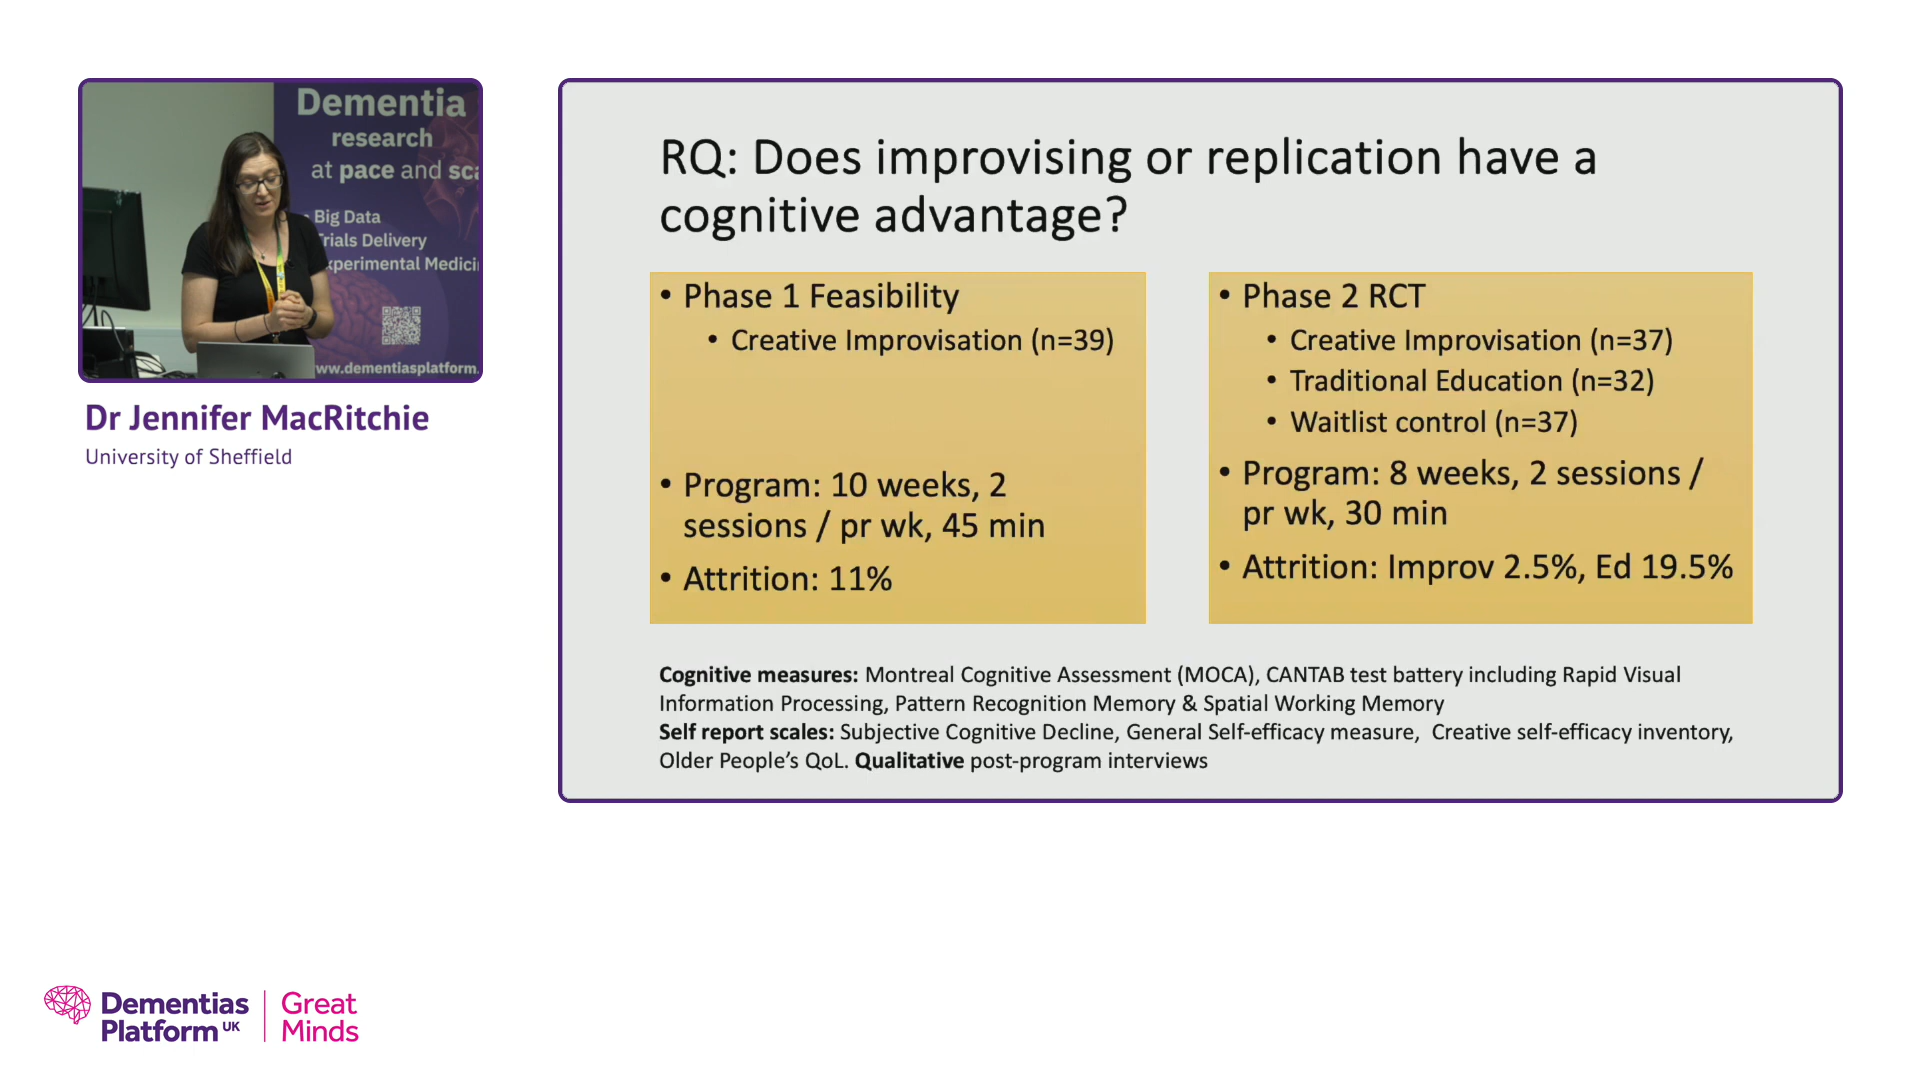 Dementia
research
at pace and
Big Data
Trials Delivery
www.dementiasplatform.
Dr Jennifer MacRitchie
University of Sheffield
RQ: Does improvising or replication have a
cognitive advantage?
• Phase 1 Feasibility
• Creative Improvisation (n=39)
• Program: 10 weeks, 2
sessions / pr wk, 45 min
• Attrition: 11%
• Phase 2 RCT
• Creative Improvisation (n=37)
• Traditional Education (n=32)
• Waitlist control (n=37)
• Program: 8 weeks, 2 sessions /
pr wk, 30 min
• Attrition: Improv 2.5%, Ed 19.5%
Cognitive measures: Montreal Cognitive Assessment (MOCA), CANTAB test battery including Rapid Visual
Information Processing, Pattern Recognition Memory & Spatial Working Memory
Self report scales: Subjective Cognitive Decline, General Self-efficacy measure, Creative self-efficacy inventory,
Older People’s QoL. Qualitative post-program interviews
Dementias
Platform UK
Great
Minds